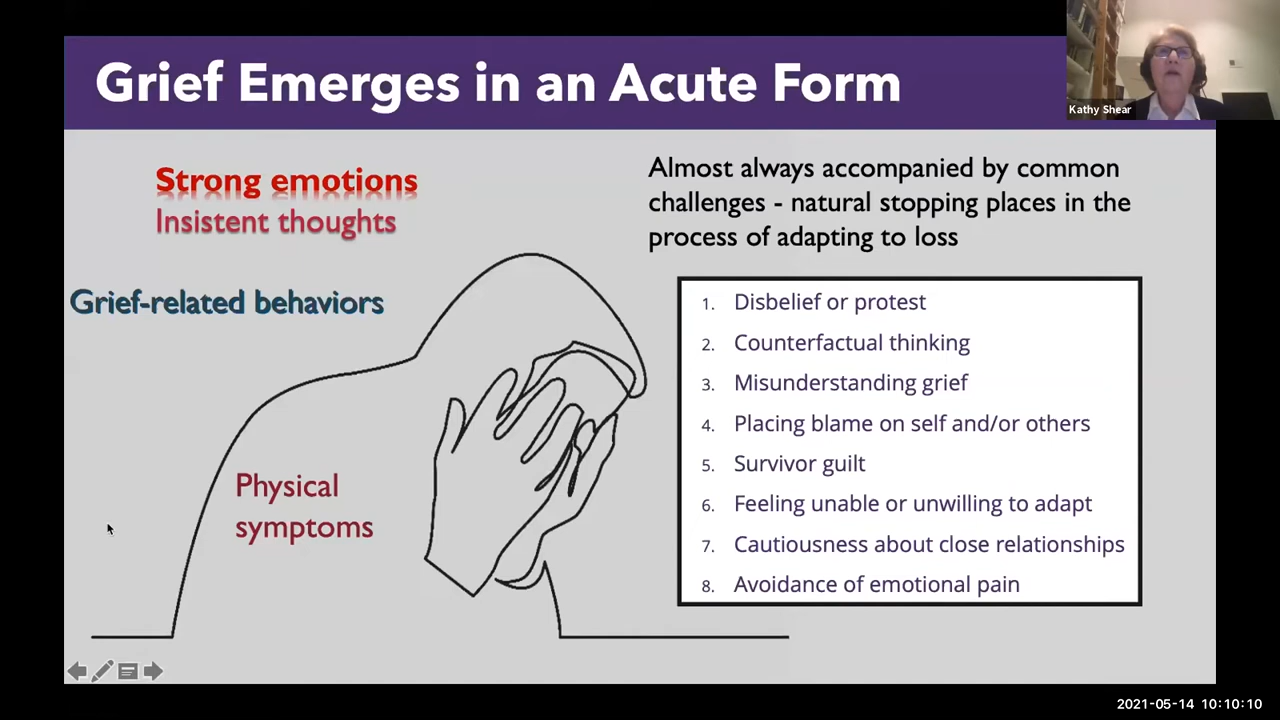 Grief Emerges in an Acute Form
Kathy Shear
Strong emotions
Insistent thoughts
Grief-related behaviors
Physical
symptoms
Almost always accompanied by common
challenges - natural stopping places in the
process of adapting to loss
1. Disbelief or protest
2. Counterfactual thinking
3. Misunderstanding grief
4. Placing blame on self and/or others
5. Survivor guilt
6. Feeling unable or unwilling to adapt
7. Cautiousness about close relationships
8. Avoidance of emotional pain
2021-05-14 10:10:10